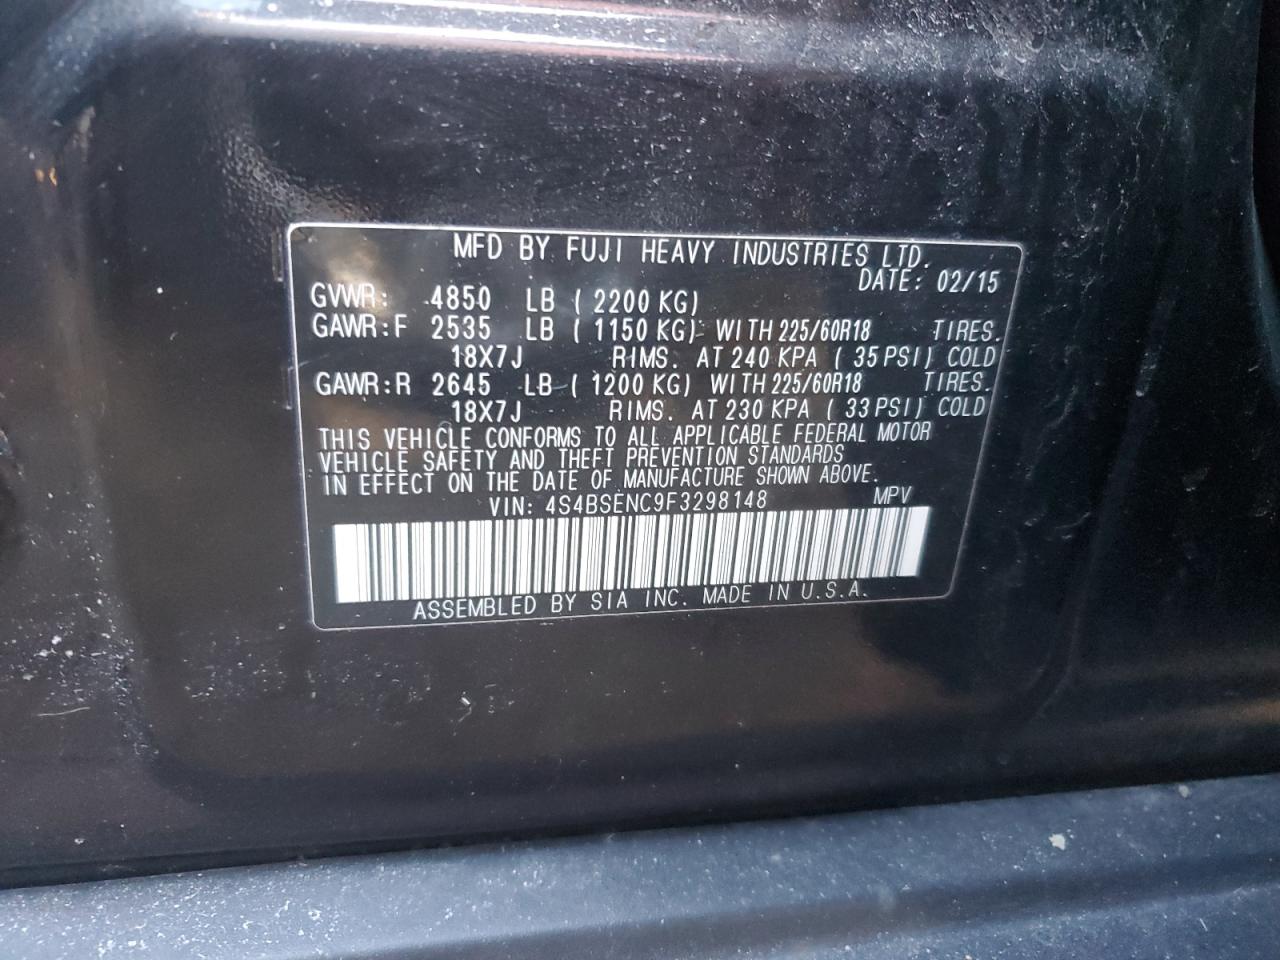 MFD BY FUJI HEAVY INDUSTRIES LTD.
DATE: 02/15
GVWR: 4850 LB ( 2200 KG)
GAWR:F 2535 LB ( 1150 KG) WITH 225/60R18 TIRES.
18X7J RIMS. AT 240 KPA ( 35 PSI) COLD
GAWR:R 2645 LB ( 1200 KG) WITH 225/60R18 TIRES.
18X7J RIMS. AT 230 KPA ( 33 PSI) COLD
THIS VEHICLE CONFORMS TO ALL APPLICABLE FEDERAL MOTOR
VEHICLE SAFETY AND THEFT PREVENTION STANDARDS
IN EFFECT ON THE DATE OF MANUFACTURE SHOWN ABOVE.
VIN: 4S4BSENC9F3298148 MPV
ASSEMBLED BY SIA INC. MADE IN U.S.A.